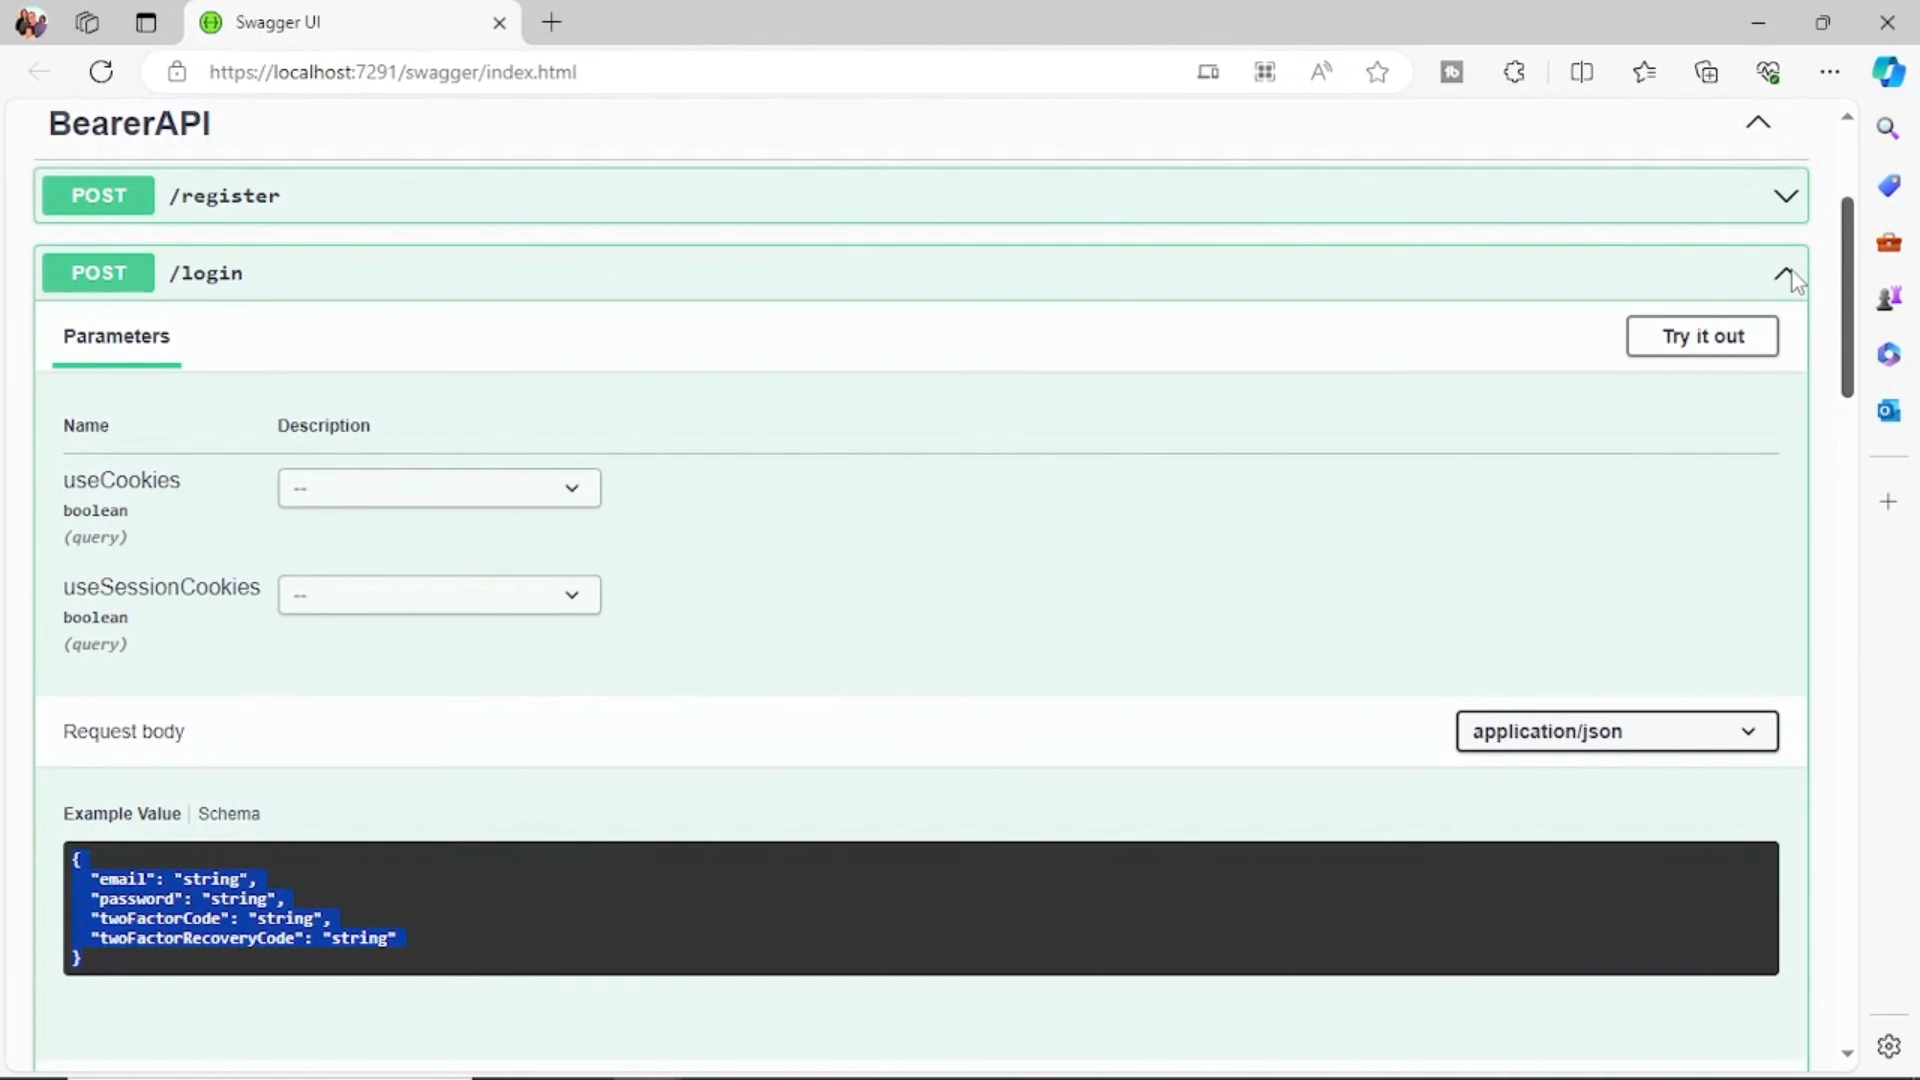 Swagger UI
https://localhost:7291/swagger/index.html
BearerAPI
POST /register
POST /login
Parameters
Try it out
Name Description
useCookies
--
boolean
(query)
useSessionCookies
--
boolean
(query)
Request body
application/json
Example Value | Schema
{
"email": "string",
"password": "string",
"twoFactorCode": "string",
"twoFactorRecoveryCode": "string"
}